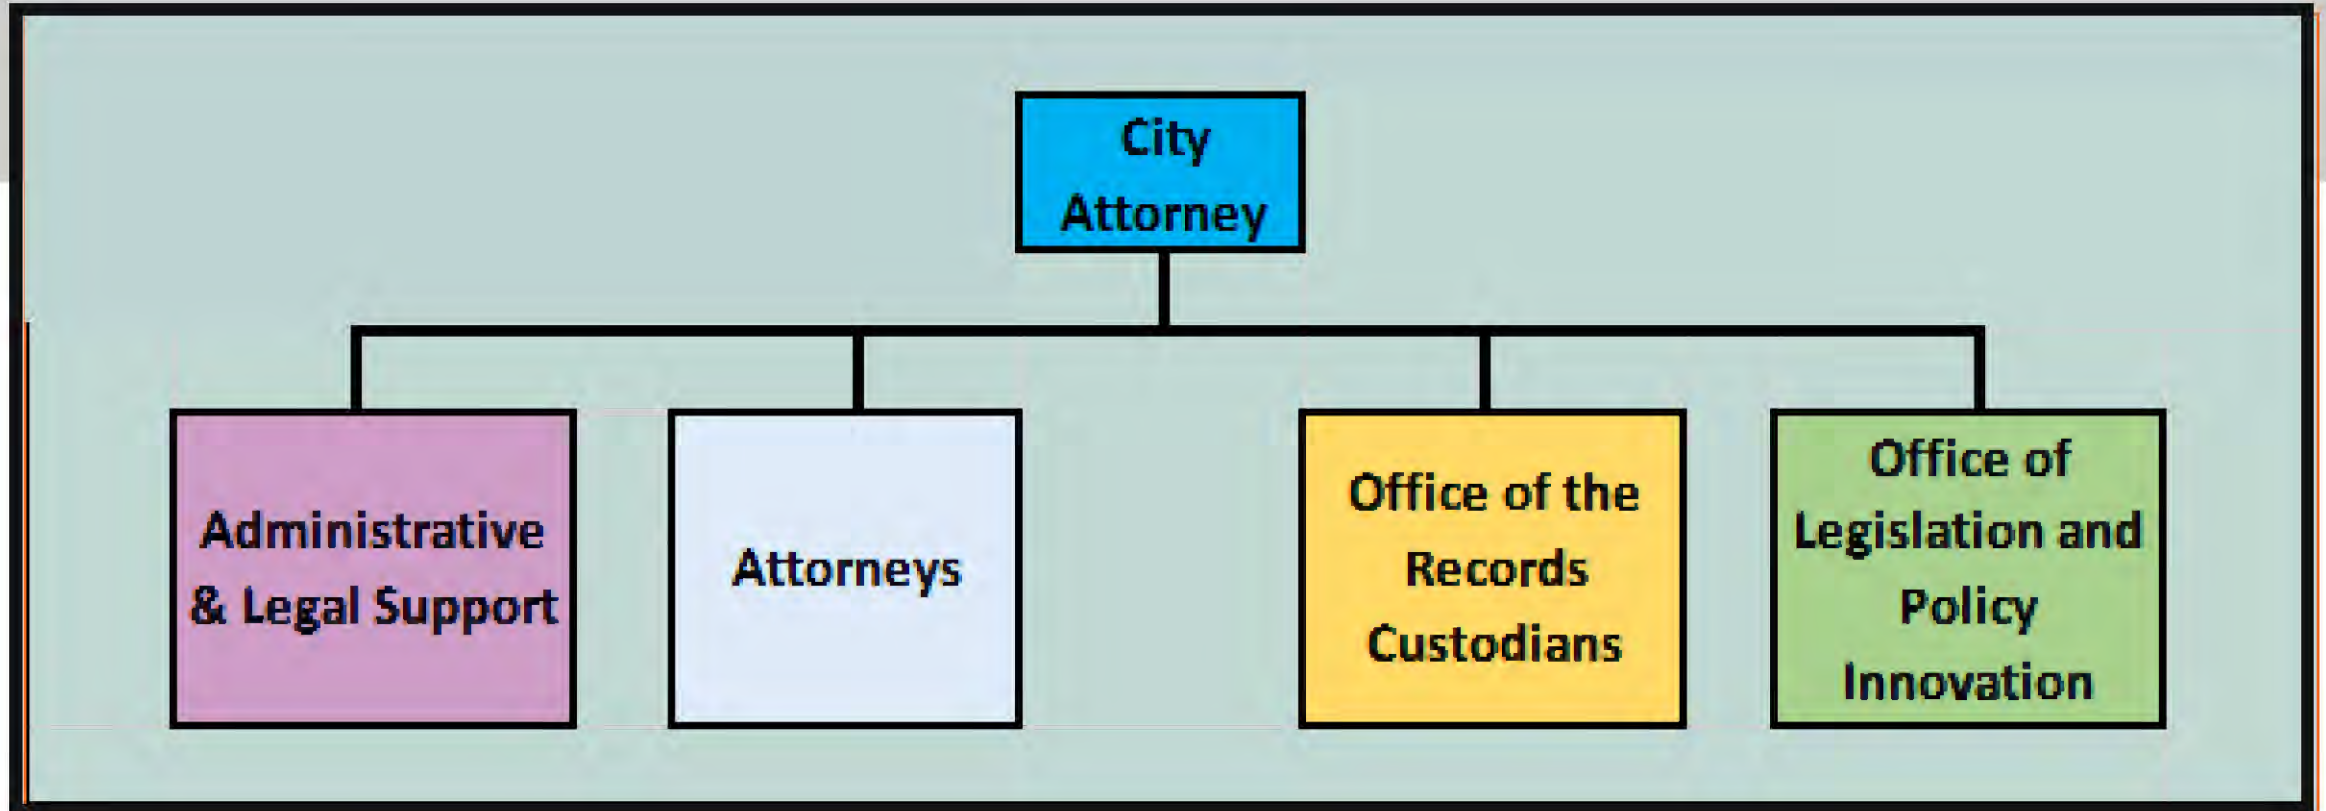 City
Attorney
Administrative
& Legal Support
Attorneys
Office of the
Records
Custodians
Office of
Legislation and
Policy
Innovation